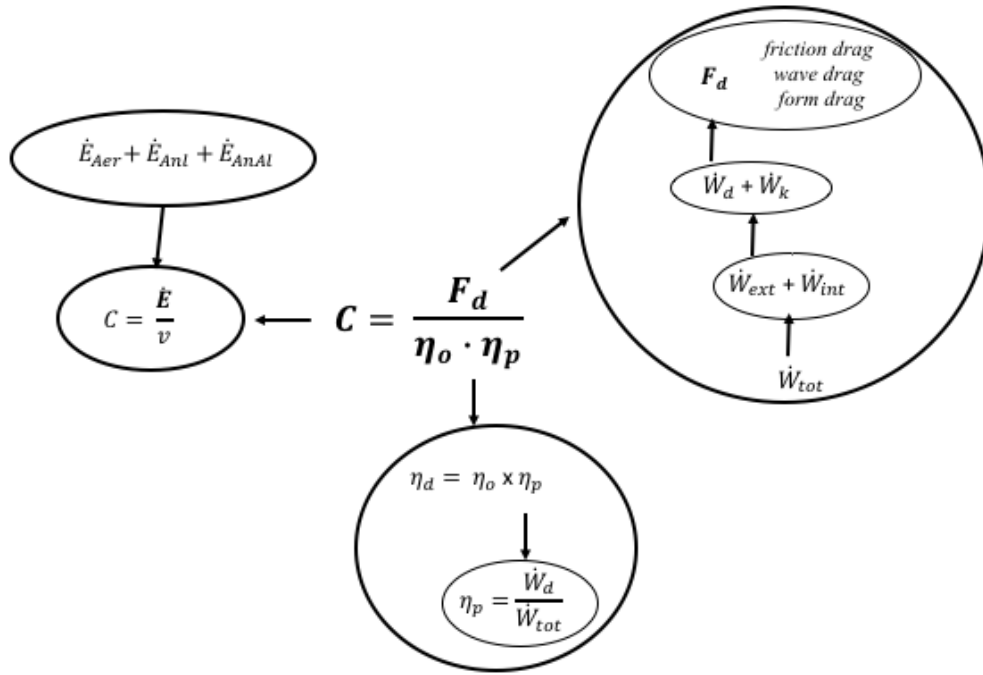 friction drag
F_d wave drag
form drag
Ė_Aer + Ė_Anl + Ė_AnAl
Ẇ_d + Ẇ_k
Ẇ_ext + Ẇ_int
C = Ė / v
C = F_d / (η_o · η_p)
Ẇ_tot
η_d = η_o x η_p
η_p = Ẇ_d / Ẇ_tot